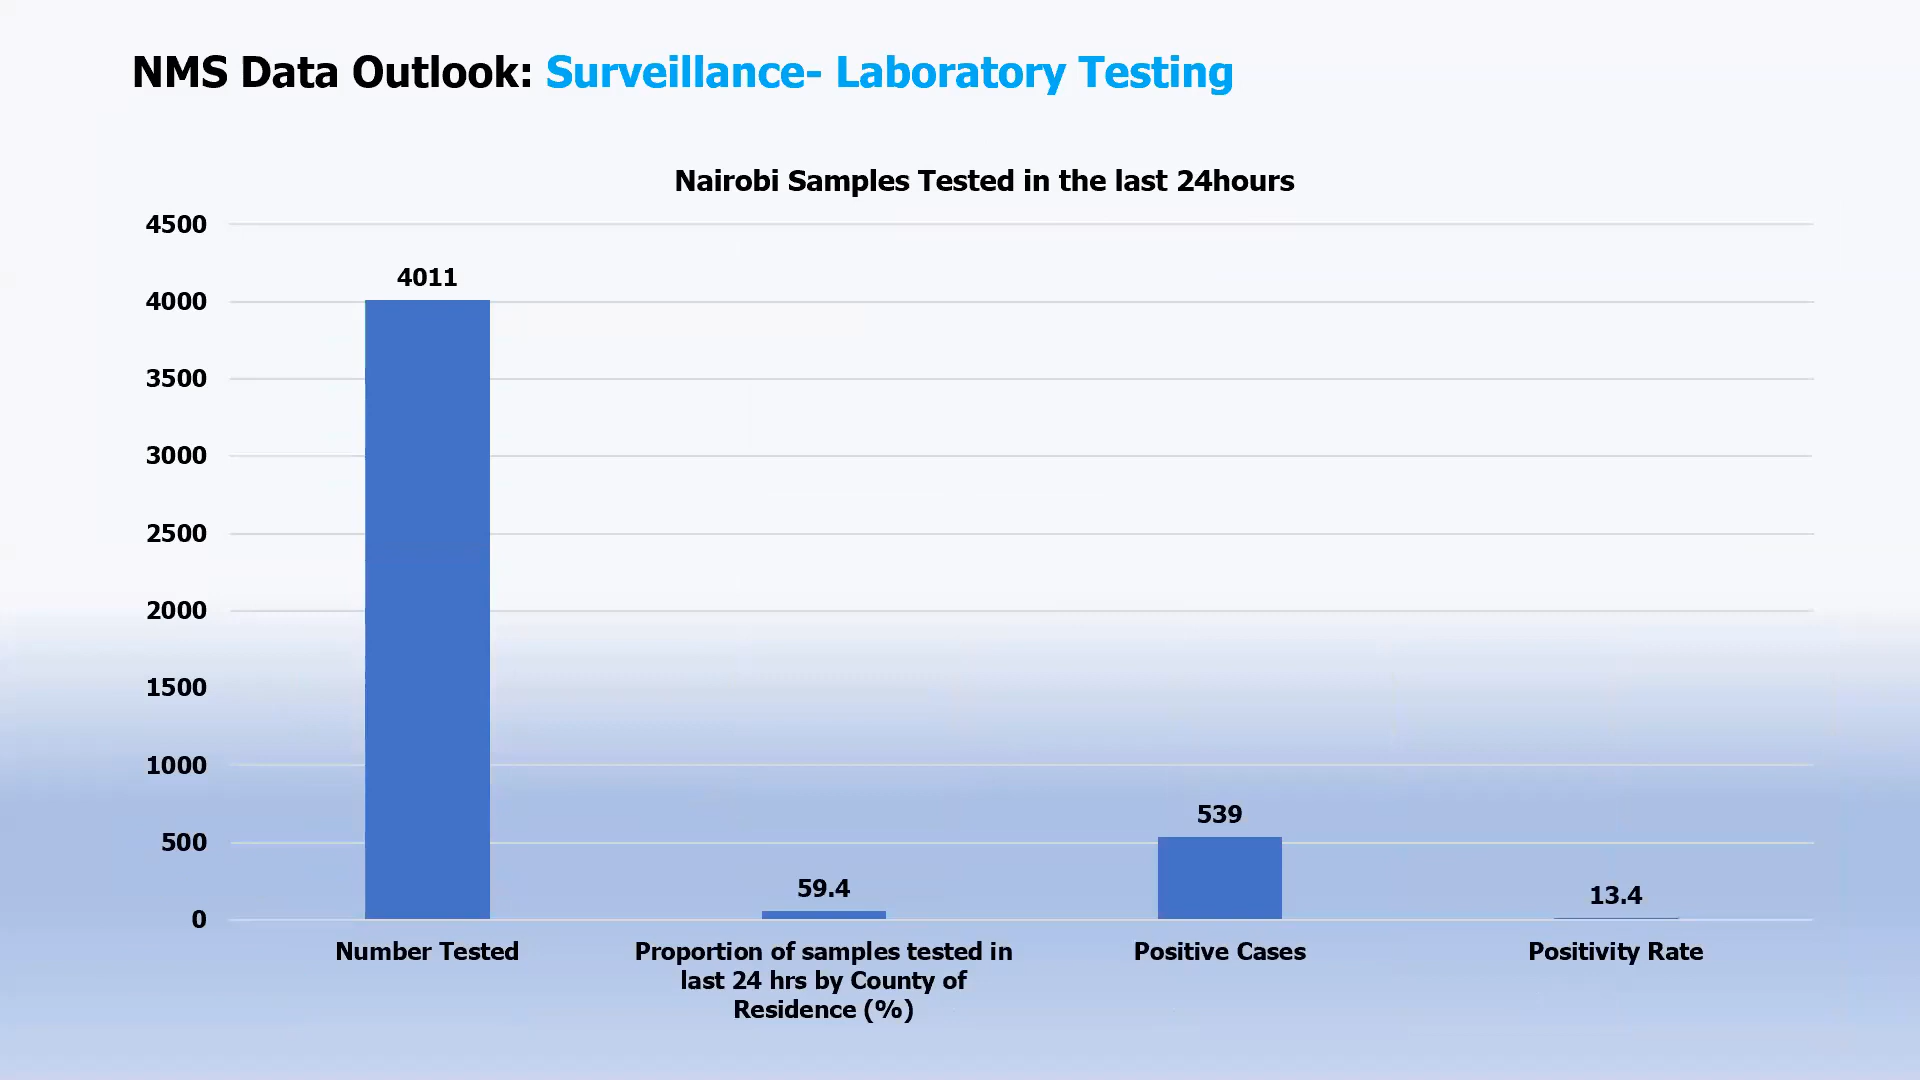 NMS Data Outlook: Surveillance- Laboratory Testing
Nairobi Samples Tested in the last 24hours
4500
4000
3500
3000
2500
2000
1500
1000
500
0
4011
59.4
539
13.4
Number Tested
Proportion of samples tested in
last 24 hrs by County of
Residence (%)
Positive Cases
Positivity Rate